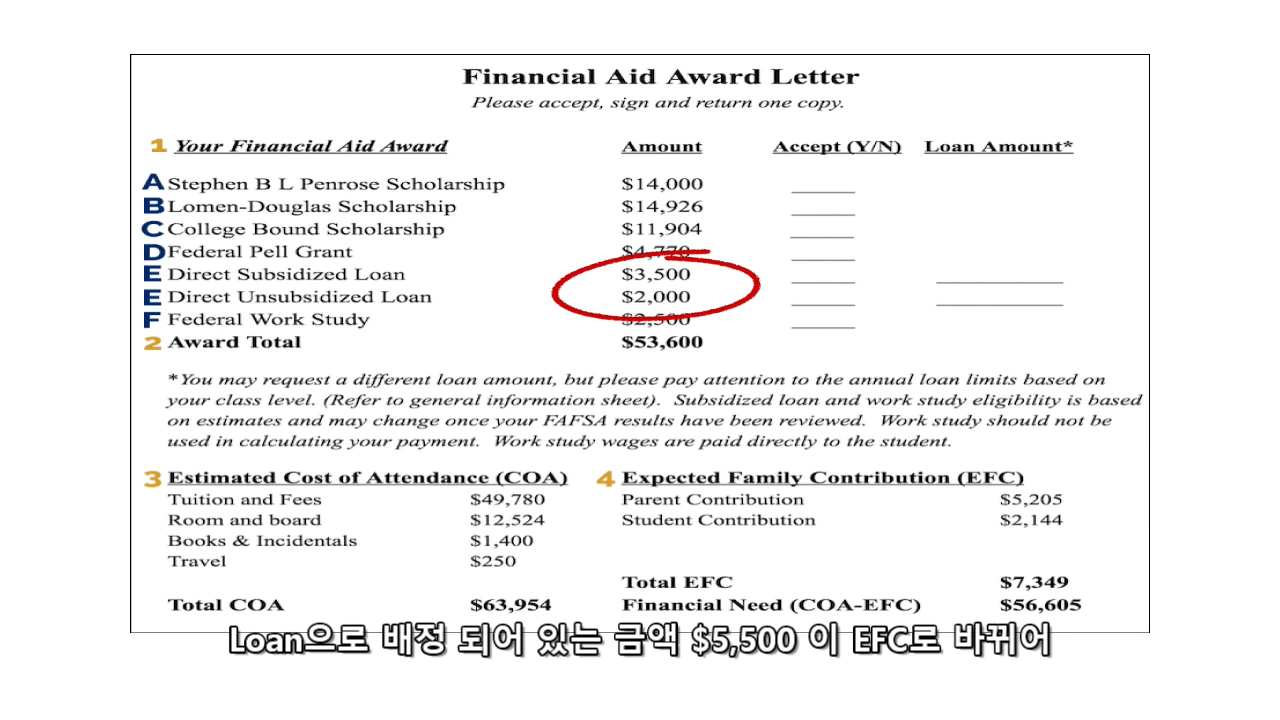 Financial Aid Award Letter
Please accept, sign and return one copy.
1 Your Financial Aid Award Amount Accept (Y/N) Loan Amount*
A Stephen B L Penrose Scholarship $14,000
B Lomen-Douglas Scholarship $14,926
C College Bound Scholarship $11,904
D Federal Pell Grant $4,770
E Direct Subsidized Loan $3,500
E Direct Unsubsidized Loan $2,000
F Federal Work Study $2,500
2 Award Total $53,600
*You may request a different loan amount, but please pay attention to the annual loan limits based on
your class level. (Refer to general information sheet). Subsidized loan and work study eligibility is based
on estimates and may change once your FAFSA results have been reviewed. Work study should not be
used in calculating your payment. Work study wages are paid directly to the student.
3 Estimated Cost of Attendance (COA) 4 Expected Family Contribution (EFC)
Tuition and Fees $49,780 Parent Contribution $5,205
Room and board $12,524 Student Contribution $2,144
Books & Incidentals $1,400
Travel $250
Total EFC $7,349
Total COA $63,954 Financial Need (COA-EFC) $56,605
Loan으로 배정 되어 있는 금액 $5,500 이 EFC로 바뀌어